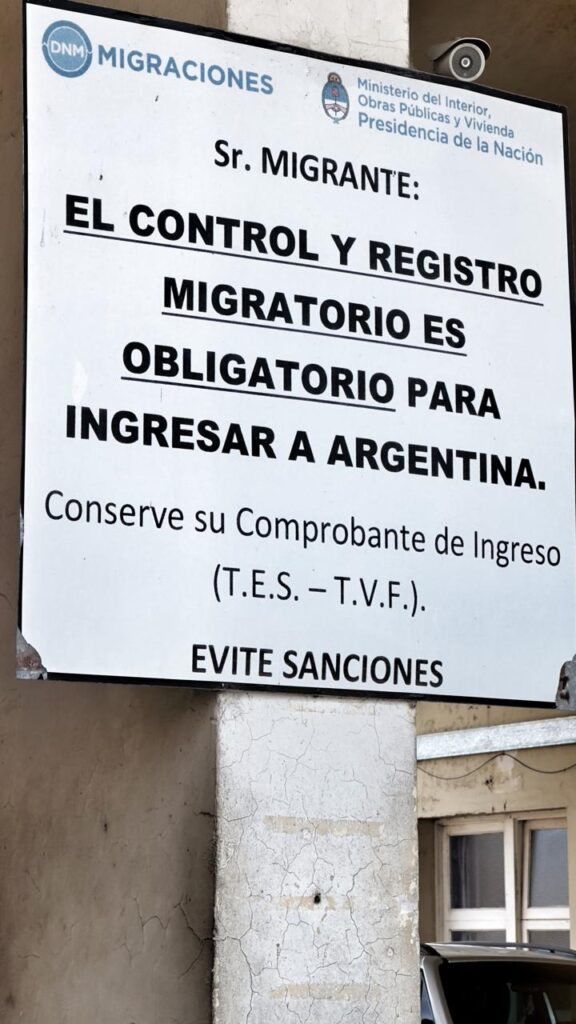 DNM MIGRACIONES
Ministerio del Interior,
Obras Públicas y Vivienda
Presidencia de la Nación
Sr. MIGRANTE:
EL CONTROL Y REGISTRO
MIGRATORIO ES
OBLIGATORIO PARA
INGRESAR A ARGENTINA.
Conserve su Comprobante de Ingreso
(T.E.S. – T.V.F.).
EVITE SANCIONES